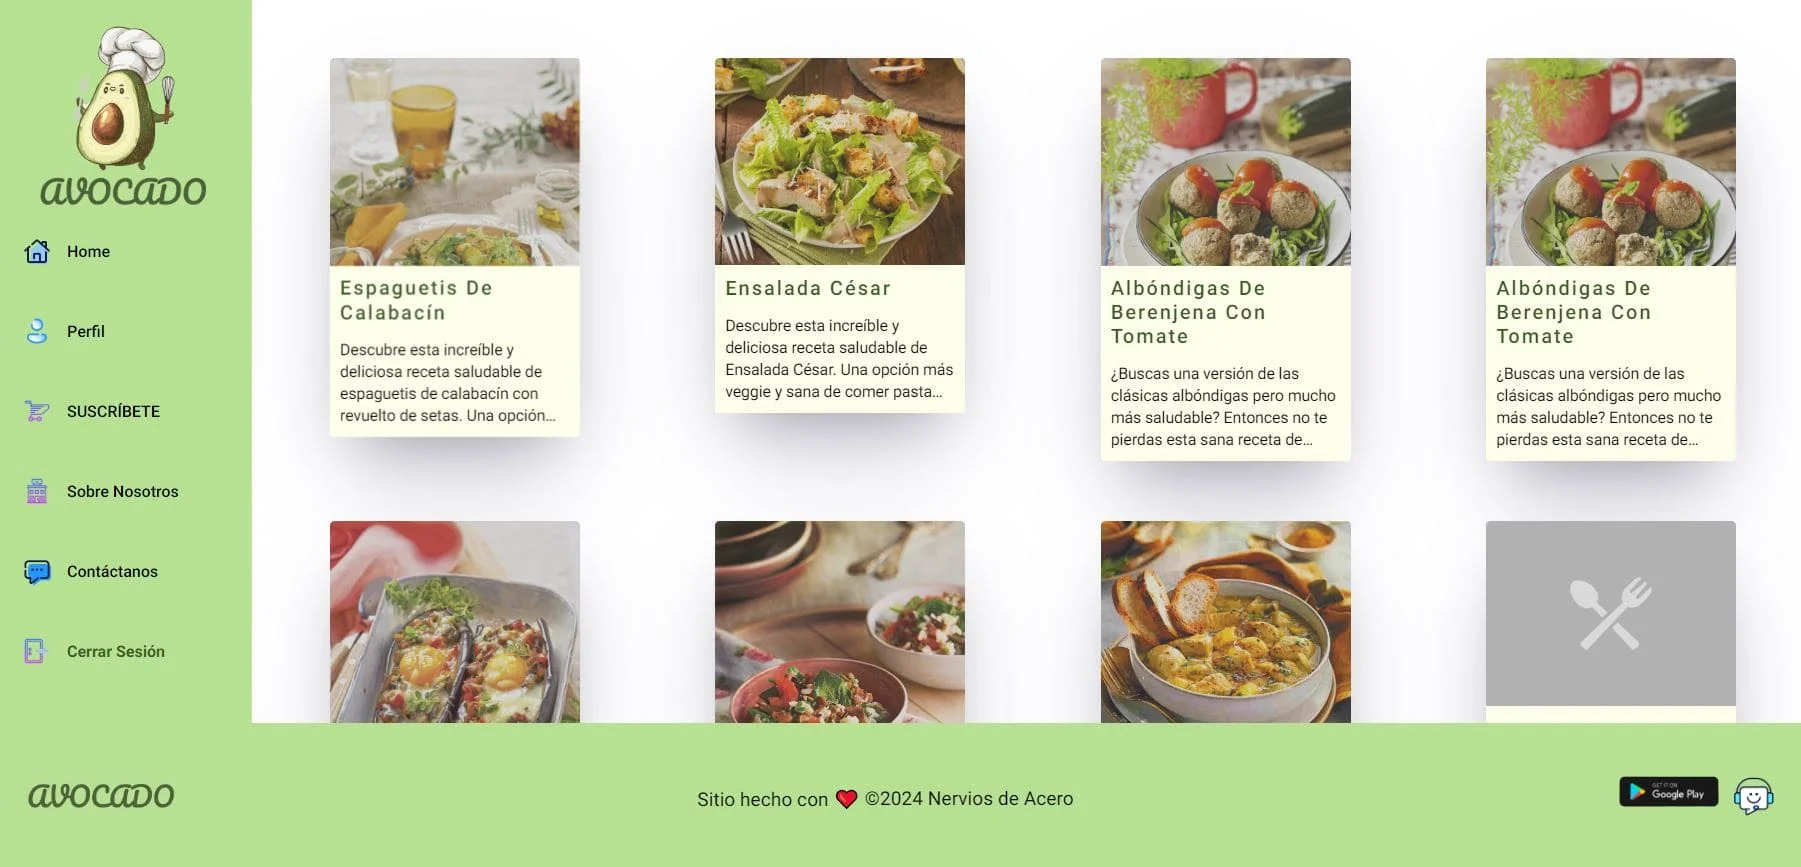 AVOCADO
Home
Perfil
SUSCRÍBETE
Sobre Nosotros
Contáctanos
Cerrar Sesión
Espaguetis De
Calabacín
Descubre esta increíble y
deliciosa receta saludable de
espaguetis de calabacín con
revuelto de setas. Una opción...
Ensalada César
Descubre esta increíble y
deliciosa receta saludable de
Ensalada César. Una opción más
veggie y sana de comer pasta...
Albóndigas De
Berenjena Con
Tomate
¿Buscas una versión de las
clásicas albóndigas pero mucho
más saludable? Entonces no te
pierdas esta sana receta de...
Albóndigas De
Berenjena Con
Tomate
¿Buscas una versión de las
clásicas albóndigas pero mucho
más saludable? Entonces no te
pierdas esta sana receta de...
AVOCADO
Sitio hecho con ❤ ©2024 Nervios de Acero
GET IT ON
Google Play